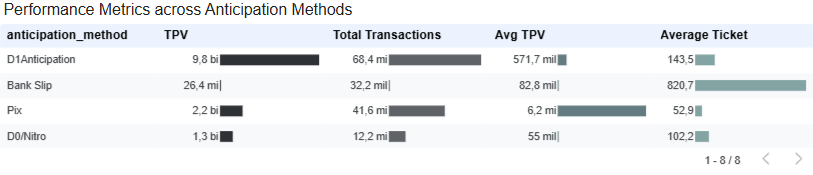 Performance Metrics across Anticipation Methods
anticipation_method TPV Total Transactions Avg TPV Average Ticket
D1Anticipation 9,8 bi 68,4 mi 571,7 mil 143,5
Bank Slip 26,4 mi 32,2 mil 82,8 mil 820,7
Pix 2,2 bi 41,6 mi 6,2 mi 52,9
D0/Nitro 1,3 bi 12,2 mi 55 mil 102,2
1 - 8 / 8